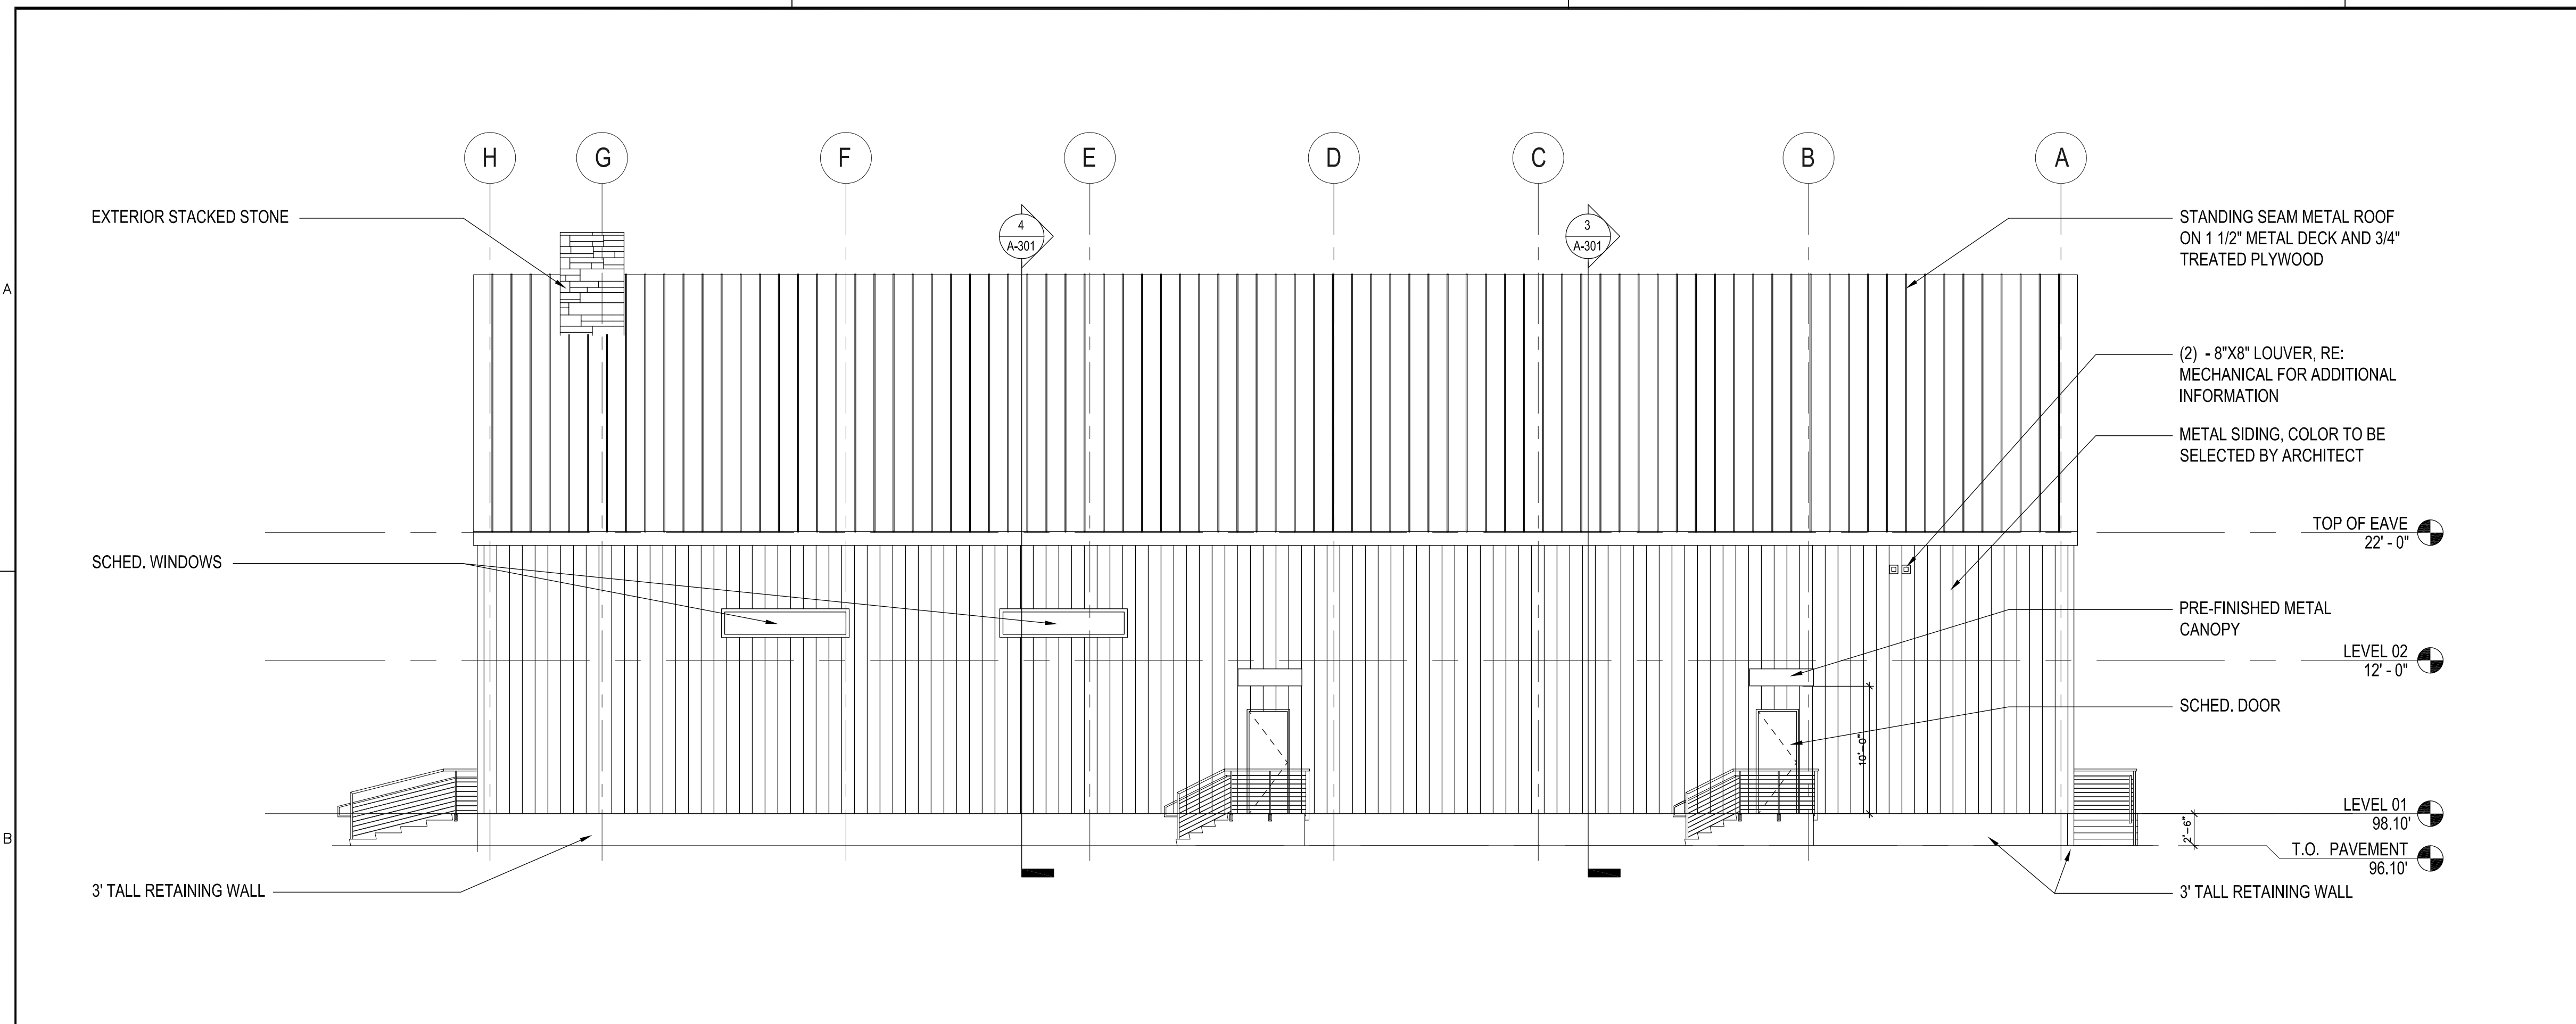 H
G
F
E
D
C
B
A
EXTERIOR STACKED STONE
4
A-301
3
A-301
STANDING SEAM METAL ROOF
ON 1 1/2" METAL DECK AND 3/4"
TREATED PLYWOOD
A
(2) - 8"X8" LOUVER, RE:
MECHANICAL FOR ADDITIONAL
INFORMATION
METAL SIDING, COLOR TO BE
SELECTED BY ARCHITECT
TOP OF EAVE
22' - 0"
SCHED. WINDOWS
PRE-FINISHED METAL
CANOPY
LEVEL 02
12' - 0"
SCHED. DOOR
10'-0"
LEVEL 01
98.10'
2'-6"
B
T.O. PAVEMENT
96.10'
3' TALL RETAINING WALL
3' TALL RETAINING WALL